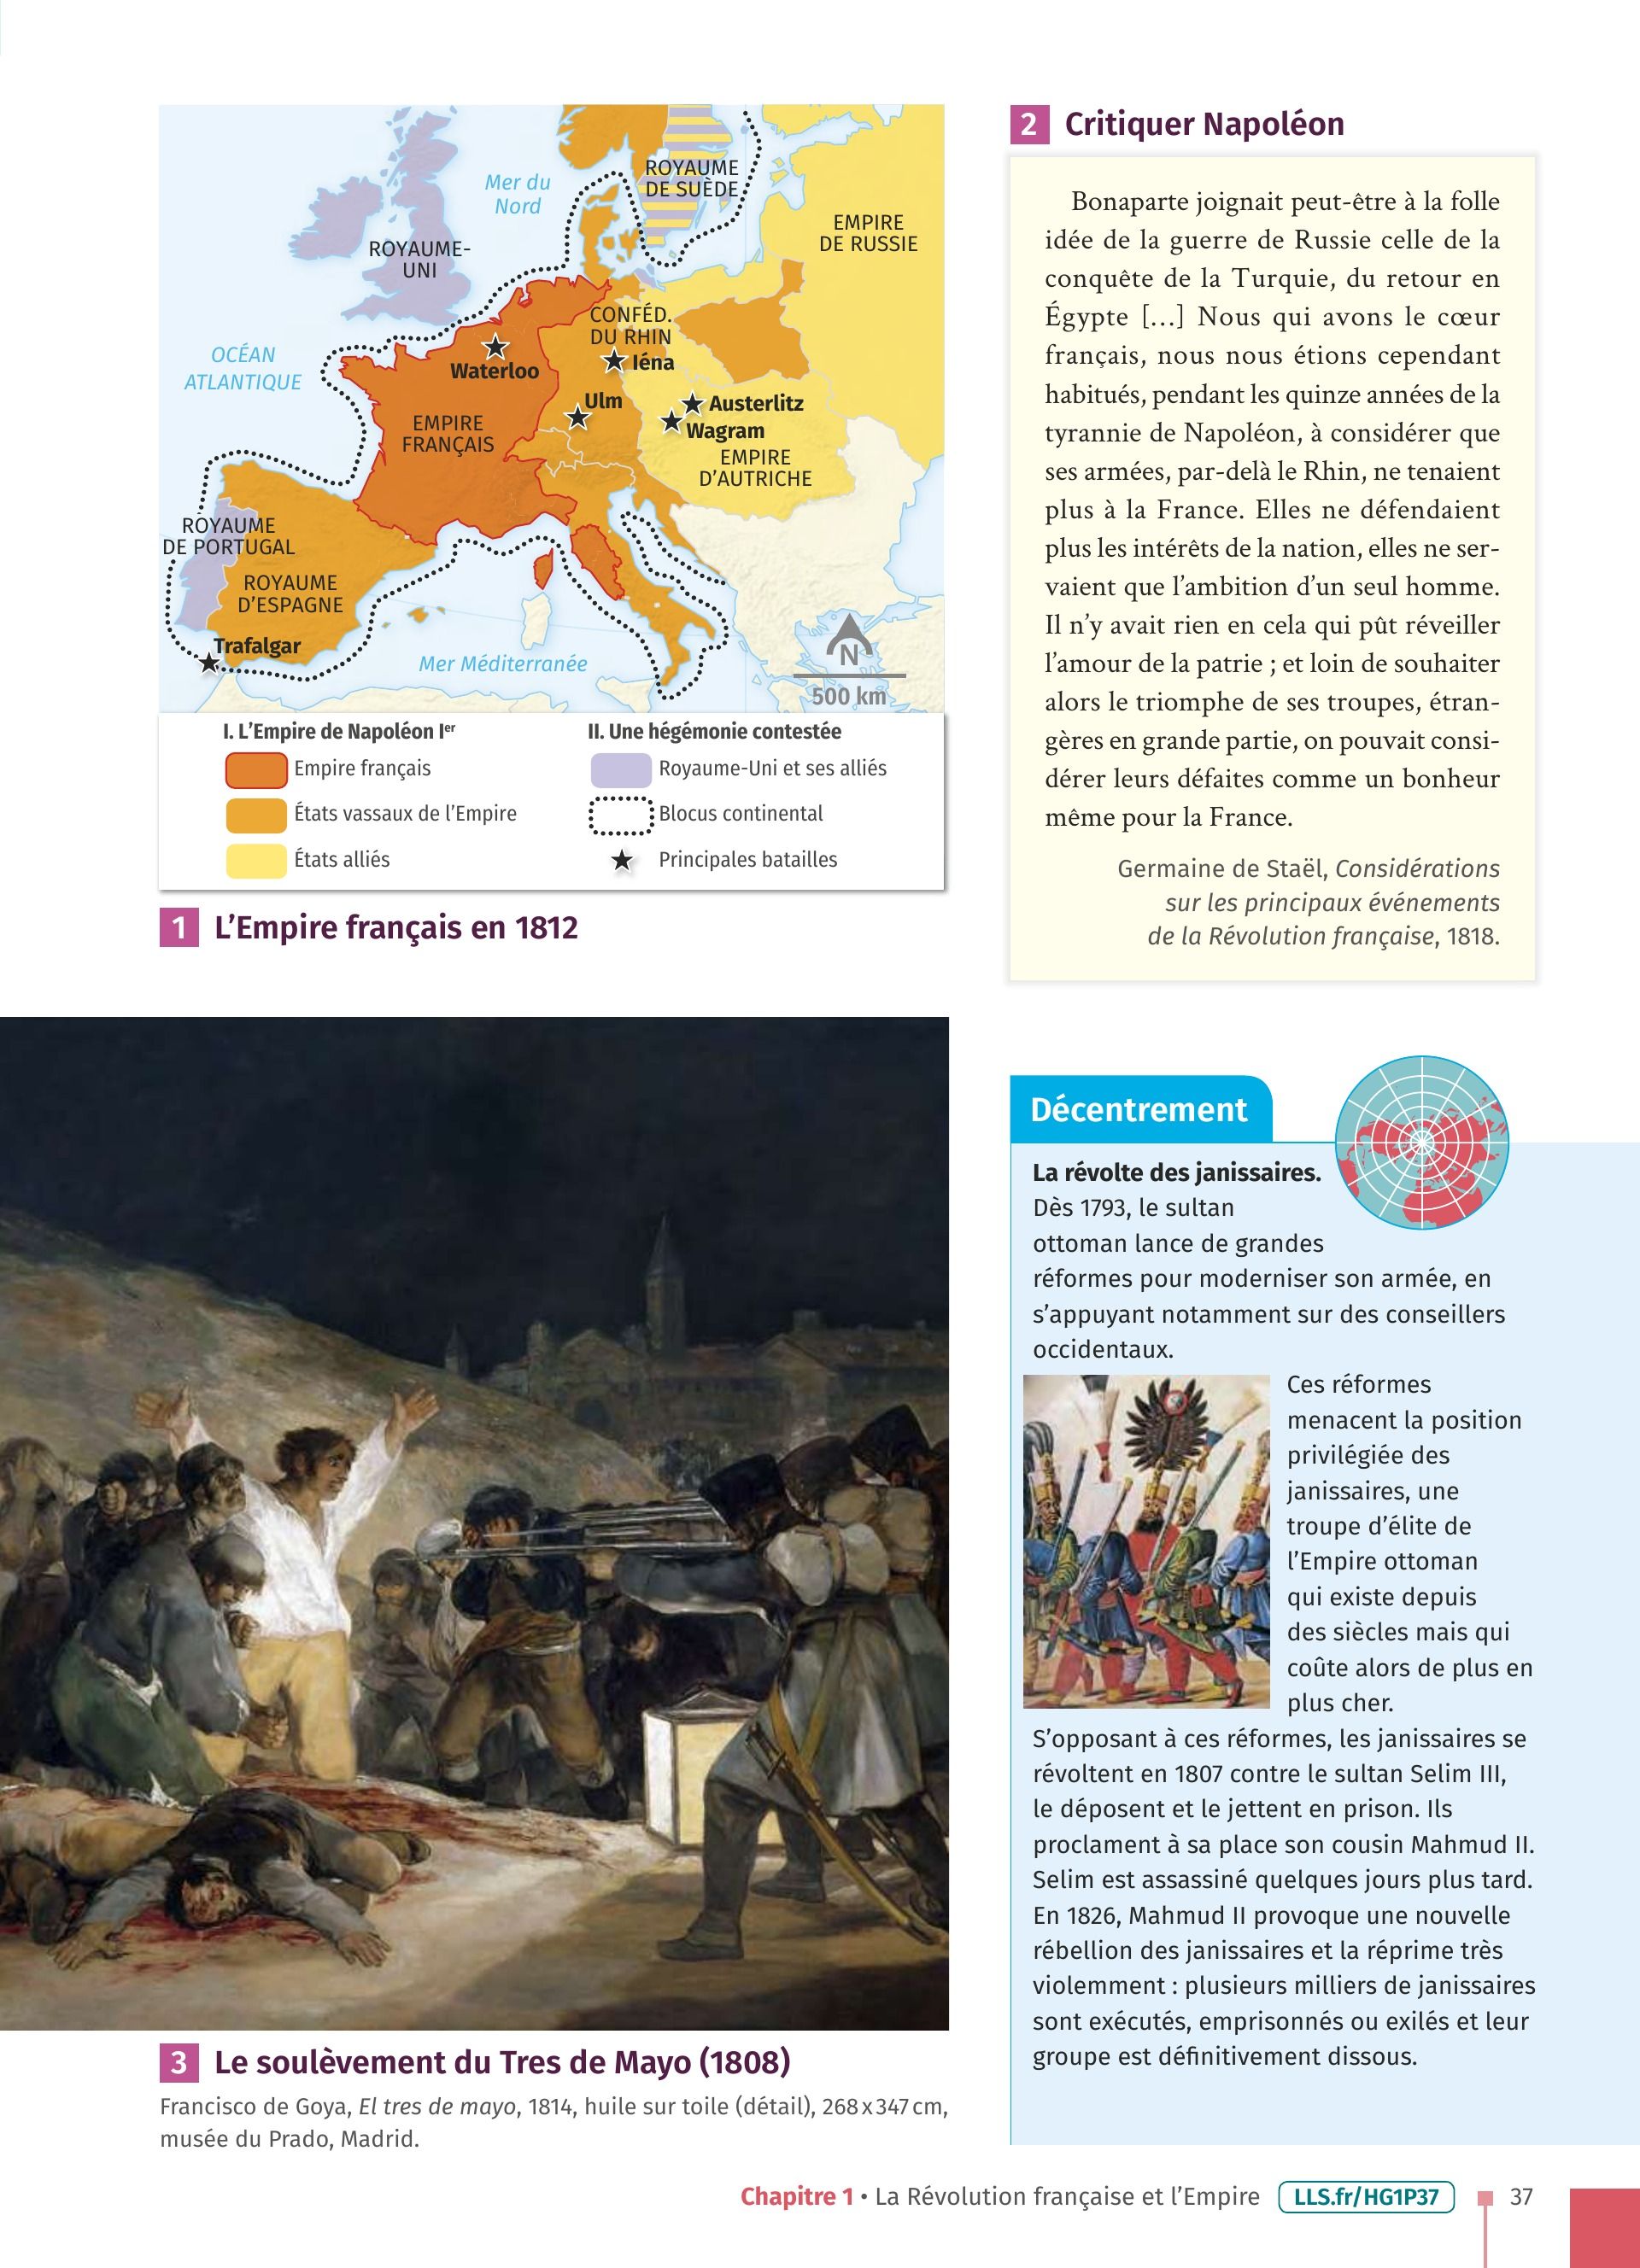 Mer du
Nord
ROYAUME
DE SUÈDE
EMPIRE
DE RUSSIE
ROYAUME-
UNI
CONFÉD.
DU RHIN
OCÉAN
ATLANTIQUE
Waterloo
Iéna
Ulm
Austerlitz
Wagram
EMPIRE
FRANÇAIS
EMPIRE
D'AUTRICHE
ROYAUME
DE PORTUGAL
ROYAUME
D'ESPAGNE
Trafalgar
Mer Méditerranée
N
500 km
I. L'Empire de Napoléon Ier
Empire français
États vassaux de l'Empire
États alliés
II. Une hégémonie contestée
Royaume-Uni et ses alliés
Blocus continental
Principales batailles
1 L'Empire français en 1812
2 Critiquer Napoléon
Bonaparte joignait peut-être à la folle
idée de la guerre de Russie celle de la
conquête de la Turquie, du retour en
Égypte [...] Nous qui avons le cœur
français, nous nous étions cependant
habitués, pendant les quinze années de la
tyrannie de Napoléon, à considérer que
ses armées, par-delà le Rhin, ne tenaient
plus à la France. Elles ne défendaient
plus les intérêts de la nation, elles ne ser-
vaient que l'ambition d'un seul homme.
Il n'y avait rien en cela qui pût réveiller
l'amour de la patrie ; et loin de souhaiter
alors le triomphe de ses troupes, étran-
gères en grande partie, on pouvait consi-
dérer leurs défaites comme un bonheur
même pour la France.
Germaine de Staël, Considérations
sur les principaux événements
de la Révolution française, 1818.
3 Le soulèvement du Tres de Mayo (1808)
Francisco de Goya, El tres de mayo, 1814, huile sur toile (détail), 268 x 347 cm,
musée du Prado, Madrid.
Décentrement
La révolte des janissaires.
Dès 1793, le sultan
ottoman lance de grandes
réformes pour moderniser son armée, en
s'appuyant notamment sur des conseillers
occidentaux.
Ces réformes
menacent la position
privilégiée des
janissaires, une
troupe d'élite de
l'Empire ottoman
qui existe depuis
des siècles mais qui
coûte alors de plus en
plus cher.
S'opposant à ces réformes, les janissaires se
révoltent en 1807 contre le sultan Selim III,
le déposent et le jettent en prison. Ils
proclament à sa place son cousin Mahmud II.
Selim est assassiné quelques jours plus tard.
En 1826, Mahmud II provoque une nouvelle
rébellion des janissaires et la réprime très
violemment : plusieurs milliers de janissaires
sont exécutés, emprisonnés ou exilés et leur
groupe est définitivement dissous.
Chapitre 1 • La Révolution française et l'Empire LLS.fr/HG1P37 37